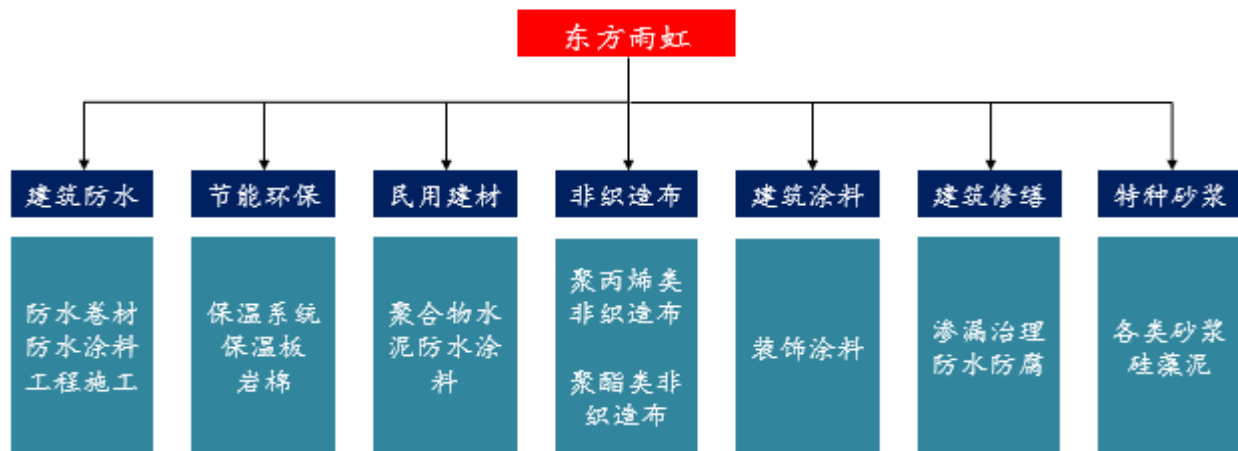 东方雨虹
建筑防水
节能环保
民用建材
非织造布
建筑涂料
建筑修缮
特种砂浆
防水卷材
防水涂料
工程施工
保温系统
保温板
岩棉
聚合物水
泥防水涂
料
聚丙烯类
非织造布
聚酯类非
织造布
装饰涂料
渗漏治理
防水防腐
各类砂浆
硅藻泥